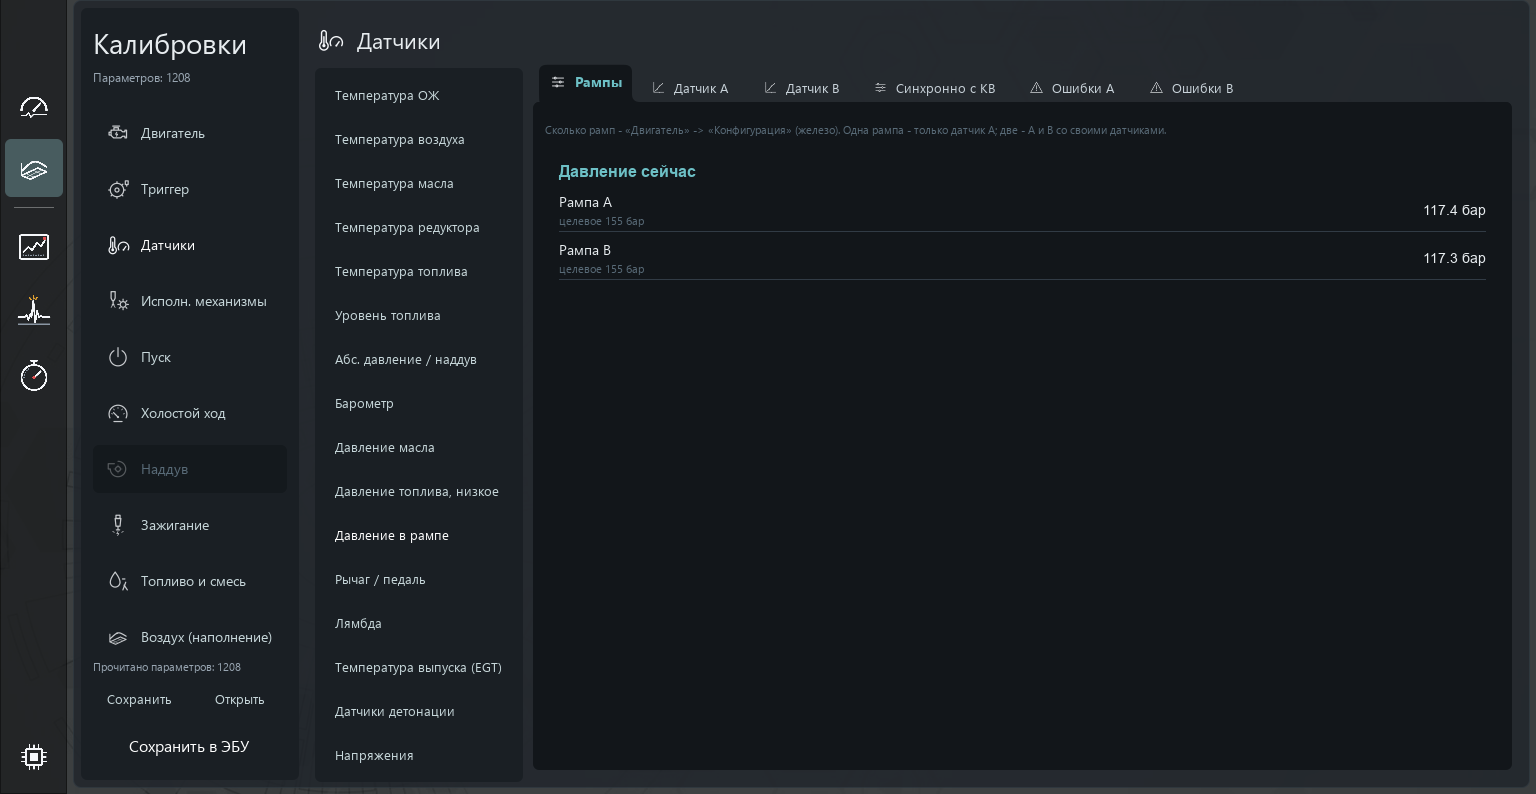 Калибровки
Параметров: 1208
Двигатель
Триггер
Датчики
Исполн. механизмы
Пуск
Холостой ход
Наддув
Зажигание
Топливо и смесь
Воздух (наполнение)
Прочитано параметров: 1208
Сохранить Открыть
Сохранить в ЭБУ
Датчики
Температура ОЖ
Температура воздуха
Температура масла
Температура редуктора
Температура топлива
Уровень топлива
Абс. давление / наддув
Барометр
Давление масла
Давление топлива, низкое
Давление в рампе
Рычаг / педаль
Лямбда
Температура выпуска (EGT)
Датчики детонации
Напряжения
Рампы Датчик A Датчик B Синхронно с КВ Ошибки A Ошибки B
Сколько рамп - «Двигатель» -> «Конфигурация» (железо). Одна рампа - только датчик A; две - A и B со своими датчиками.
Давление сейчас
Рампа A
целевое 155 бар
117.4 бар
Рампа B
целевое 155 бар
117.3 бар